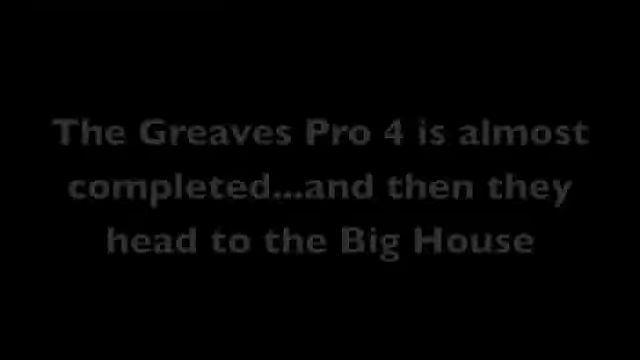 The Greaves Pro 4 is almost
completed...and then they
head to the Big House